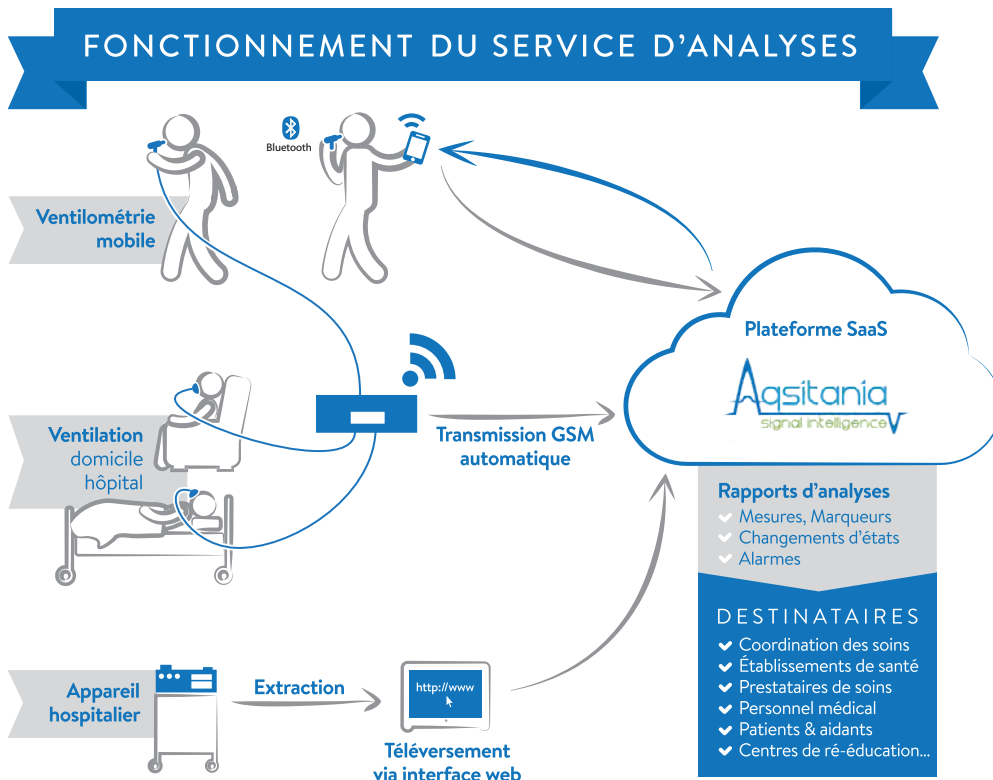 FONCTIONNEMENT DU SERVICE D'ANALYSES
Bluetooth
Ventilométrie
mobile
Plateforme SaaS
Aqsitania
signal intelligence
Ventilation
domicile
hôpital
Transmission GSM
automatique
Rapports d'analyses
Mesures, Marqueurs
Changements d'états
Alarmes
DESTINATAIRES
Coordination des soins
Établissements de santé
Prestataires de soins
Personnel médical
Patients & aidants
Centres de ré-éducation...
Appareil
hospitalier
Extraction
http://www
Téléversement
via interface web